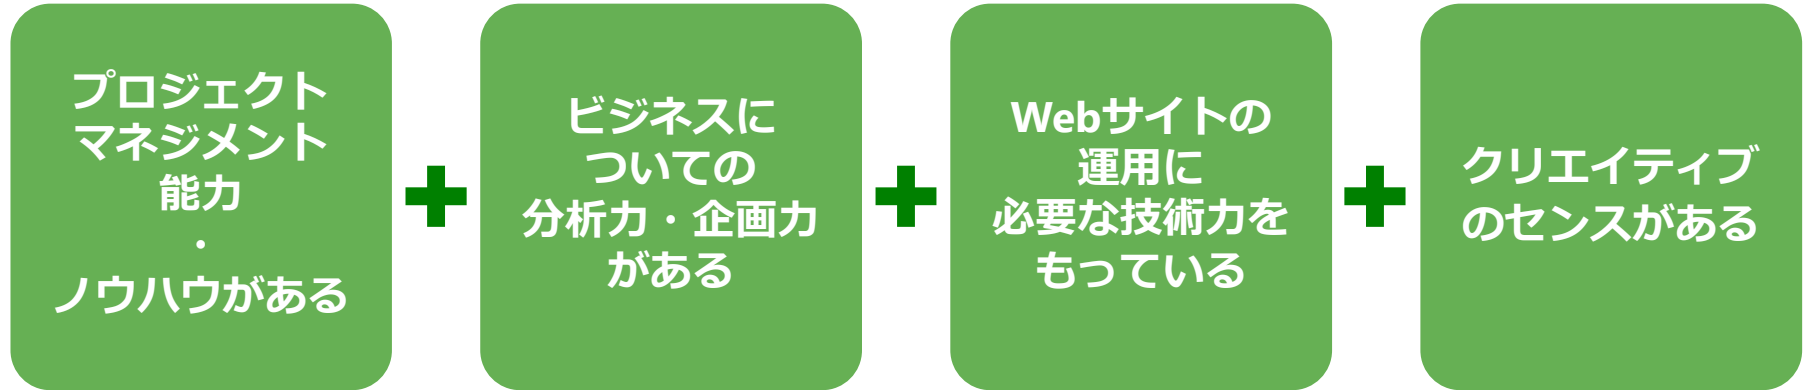 プロジェクト
マネジメント
能力
・
ノウハウがある
ビジネスに
ついての
分析力・企画力
がある
Webサイトの
運用に
必要な技術力を
もっている
クリエイティブ
のセンスがある